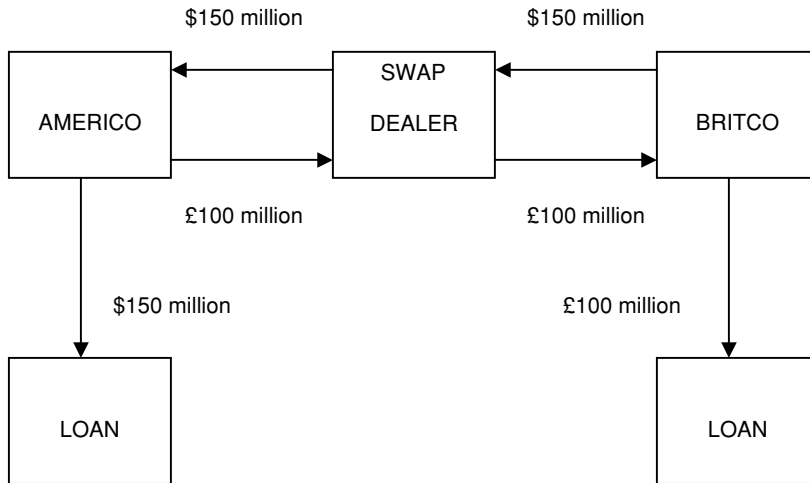 $150 million
$150 million
SWAP
DEALER
AMERICO
BRITCO
£100 million
£100 million
$150 million
£100 million
LOAN
LOAN